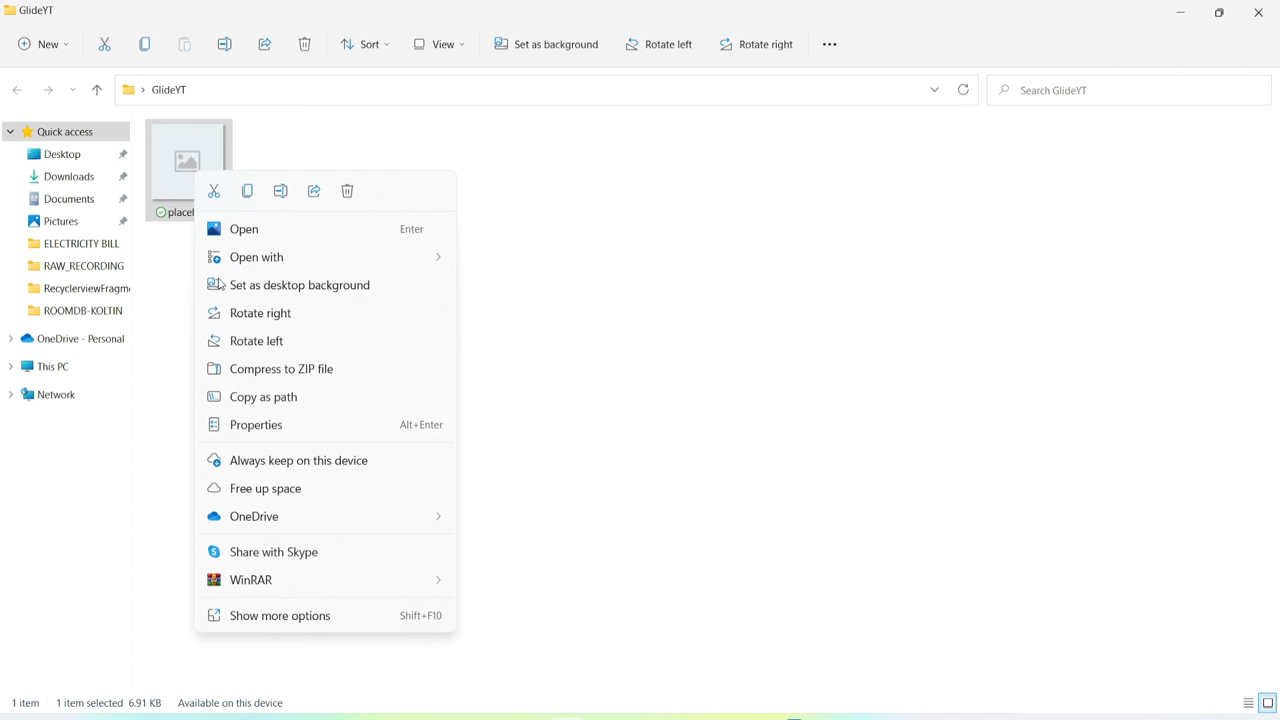 GlideYT
New
Sort
View
Set as background
Rotate left
Rotate right
GlideYT
Search GlideYT
Quick access
Desktop
Downloads
Documents
Pictures
ELECTRICITY BILL
RAW_RECORDING
RecyclerviewFragme
ROOMDB-KOLTIN
OneDrive - Personal
This PC
Network
Open Enter
Open with
Set as desktop background
Rotate right
Rotate left
Compress to ZIP file
Copy as path
Properties Alt+Enter
Always keep on this device
Free up space
OneDrive
Share with Skype
WinRAR
Show more options Shift+F10
1 item 1 item selected 6.91 KB Available on this device